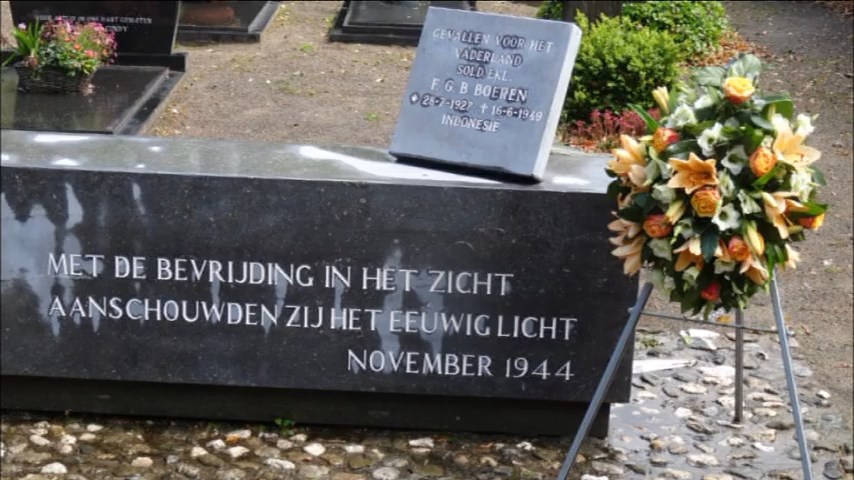 GEVALLEN VOOR HET
VADERLAND
SOLD. EKL.
F G B BOEREN
* 28-7-1927 † 16-6-1949
INDONESIE
MET DE BEVRIJDING IN HET ZICHT
AANSCHOUWDEN ZIJ HET EEUWIG LICHT
NOVEMBER 1944